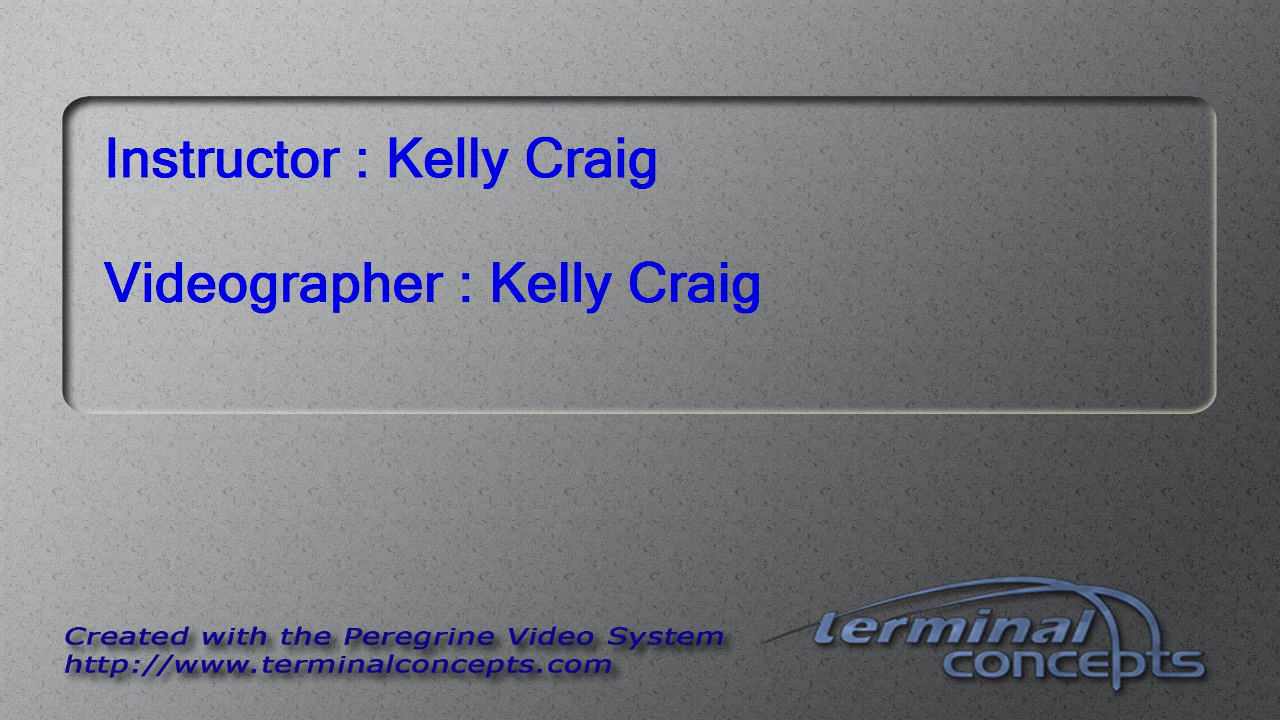 Instructor : Kelly Craig
Videographer : Kelly Craig
Created with the Peregrine Video System
http://www.terminalconcepts.com
terminal
concepts